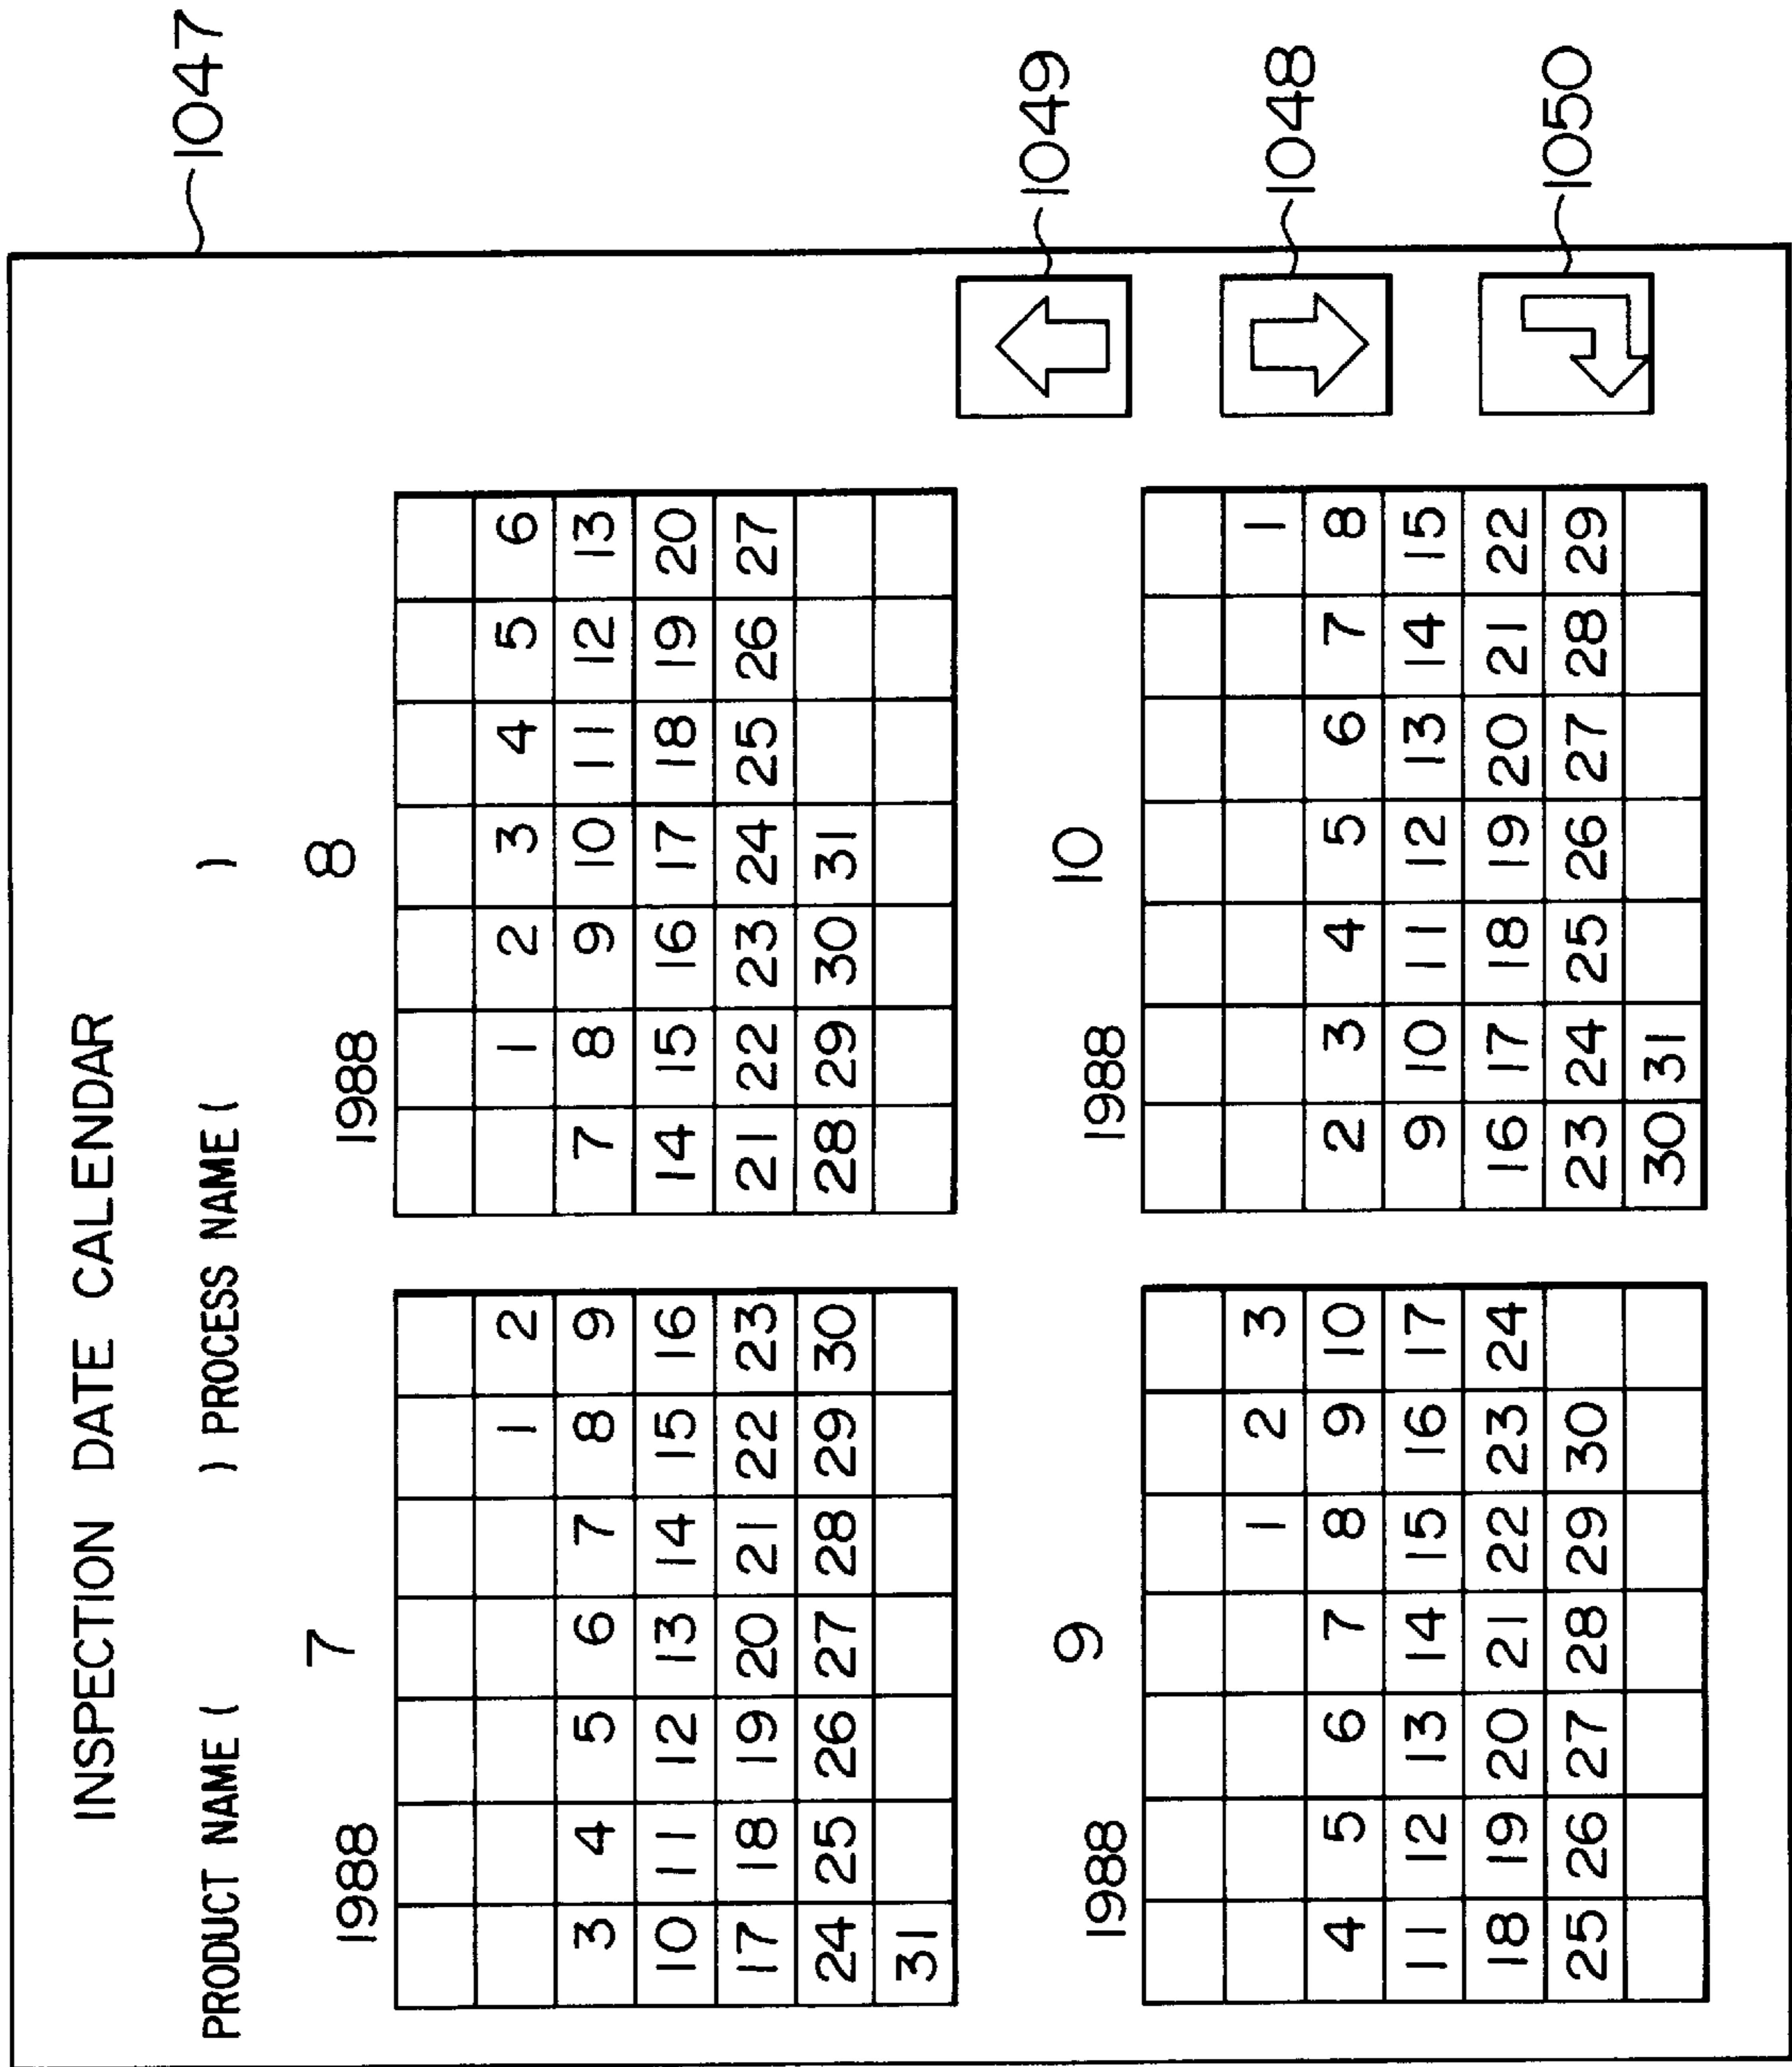 INSPECTION DATE CALENDAR
1047
PRODUCT NAME ( ) PROCESS NAME ( )
1988 7
1 2
3 4 5 6 7 8 9
10 11 12 13 14 15 16
17 18 19 20 21 22 23
24 25 26 27 28 29 30
31
1988 8
1 2 3 4 5 6
7 8 9 10 11 12 13
14 15 16 17 18 19 20
21 22 23 24 25 26 27
28 29 30 31
1988 9
1 2 3
4 5 6 7 8 9 10
11 12 13 14 15 16 17
18 19 20 21 22 23 24
25 26 27 28 29 30
1988 10
1
2 3 4 5 6 7 8
9 10 11 12 13 14 15
16 17 18 19 20 21 22
23 24 25 26 27 28 29
30 31
1049
1048
1050